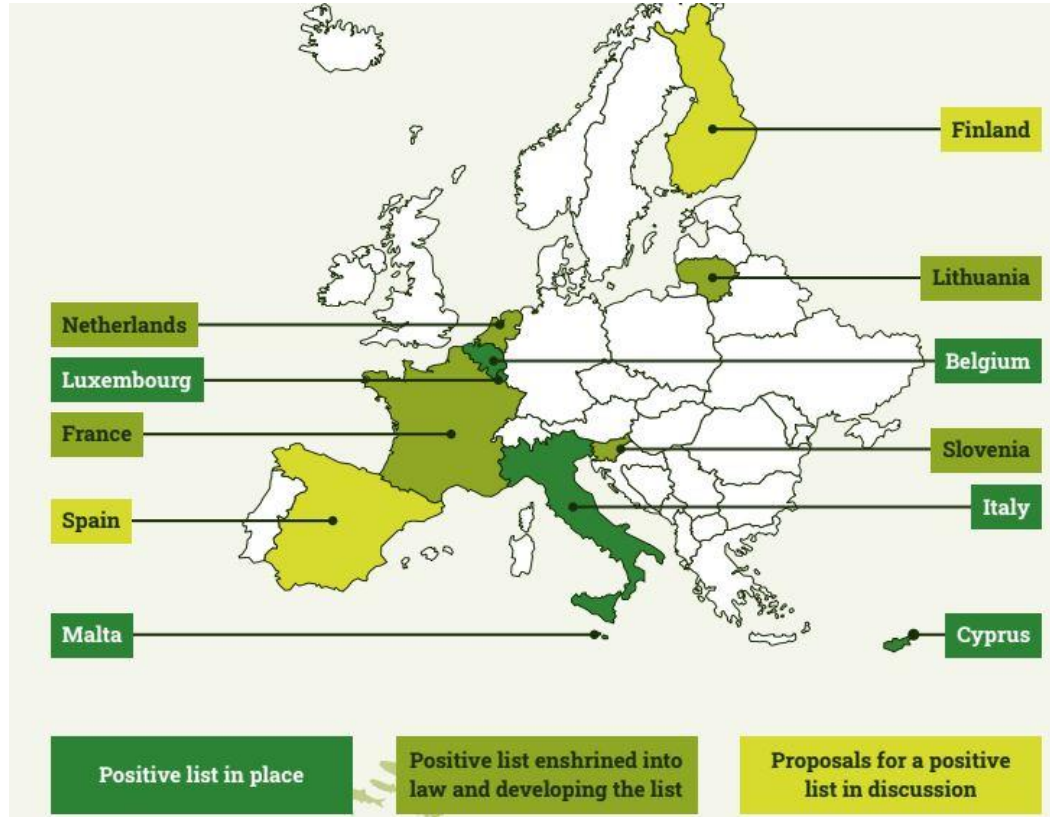 Finland
Lithuania
Netherlands
Belgium
Luxembourg
France
Slovenia
Italy
Spain
Malta
Cyprus
Positive list in place
Positive list enshrined into
law and developing the list
Proposals for a positive
list in discussion